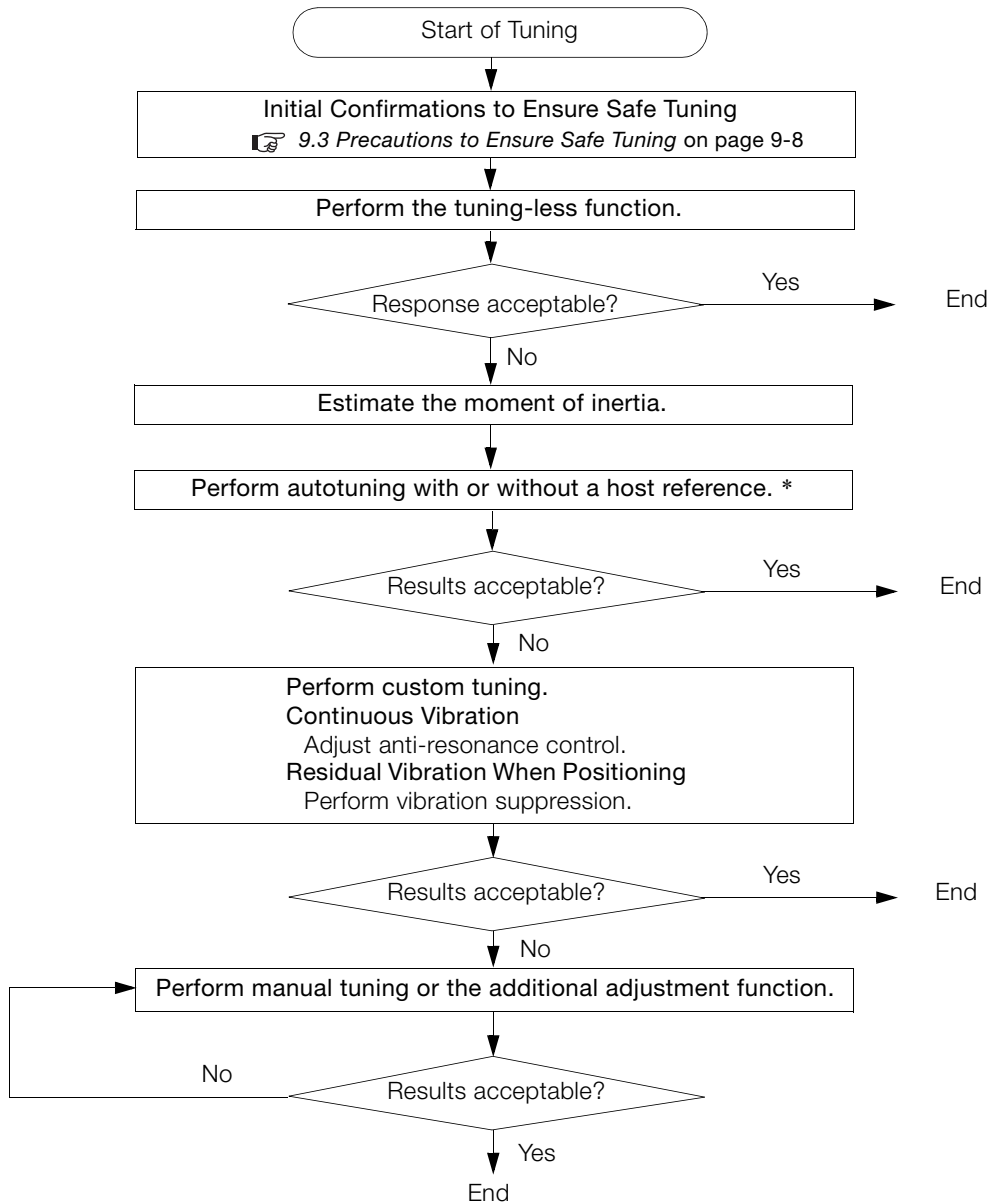 Start of Tuning
Initial Confirmations to Ensure Safe Tuning
9.3 Precautions to Ensure Safe Tuning on page 9-8
Perform the tuning-less function.
Response acceptable?
Yes
End
No
Estimate the moment of inertia.
Perform autotuning with or without a host reference. *
Results acceptable?
Yes
End
No
Perform custom tuning.
Continuous Vibration
Adjust anti-resonance control.
Residual Vibration When Positioning
Perform vibration suppression.
Results acceptable?
Yes
End
No
Perform manual tuning or the additional adjustment function.
No
Results acceptable?
Yes
End